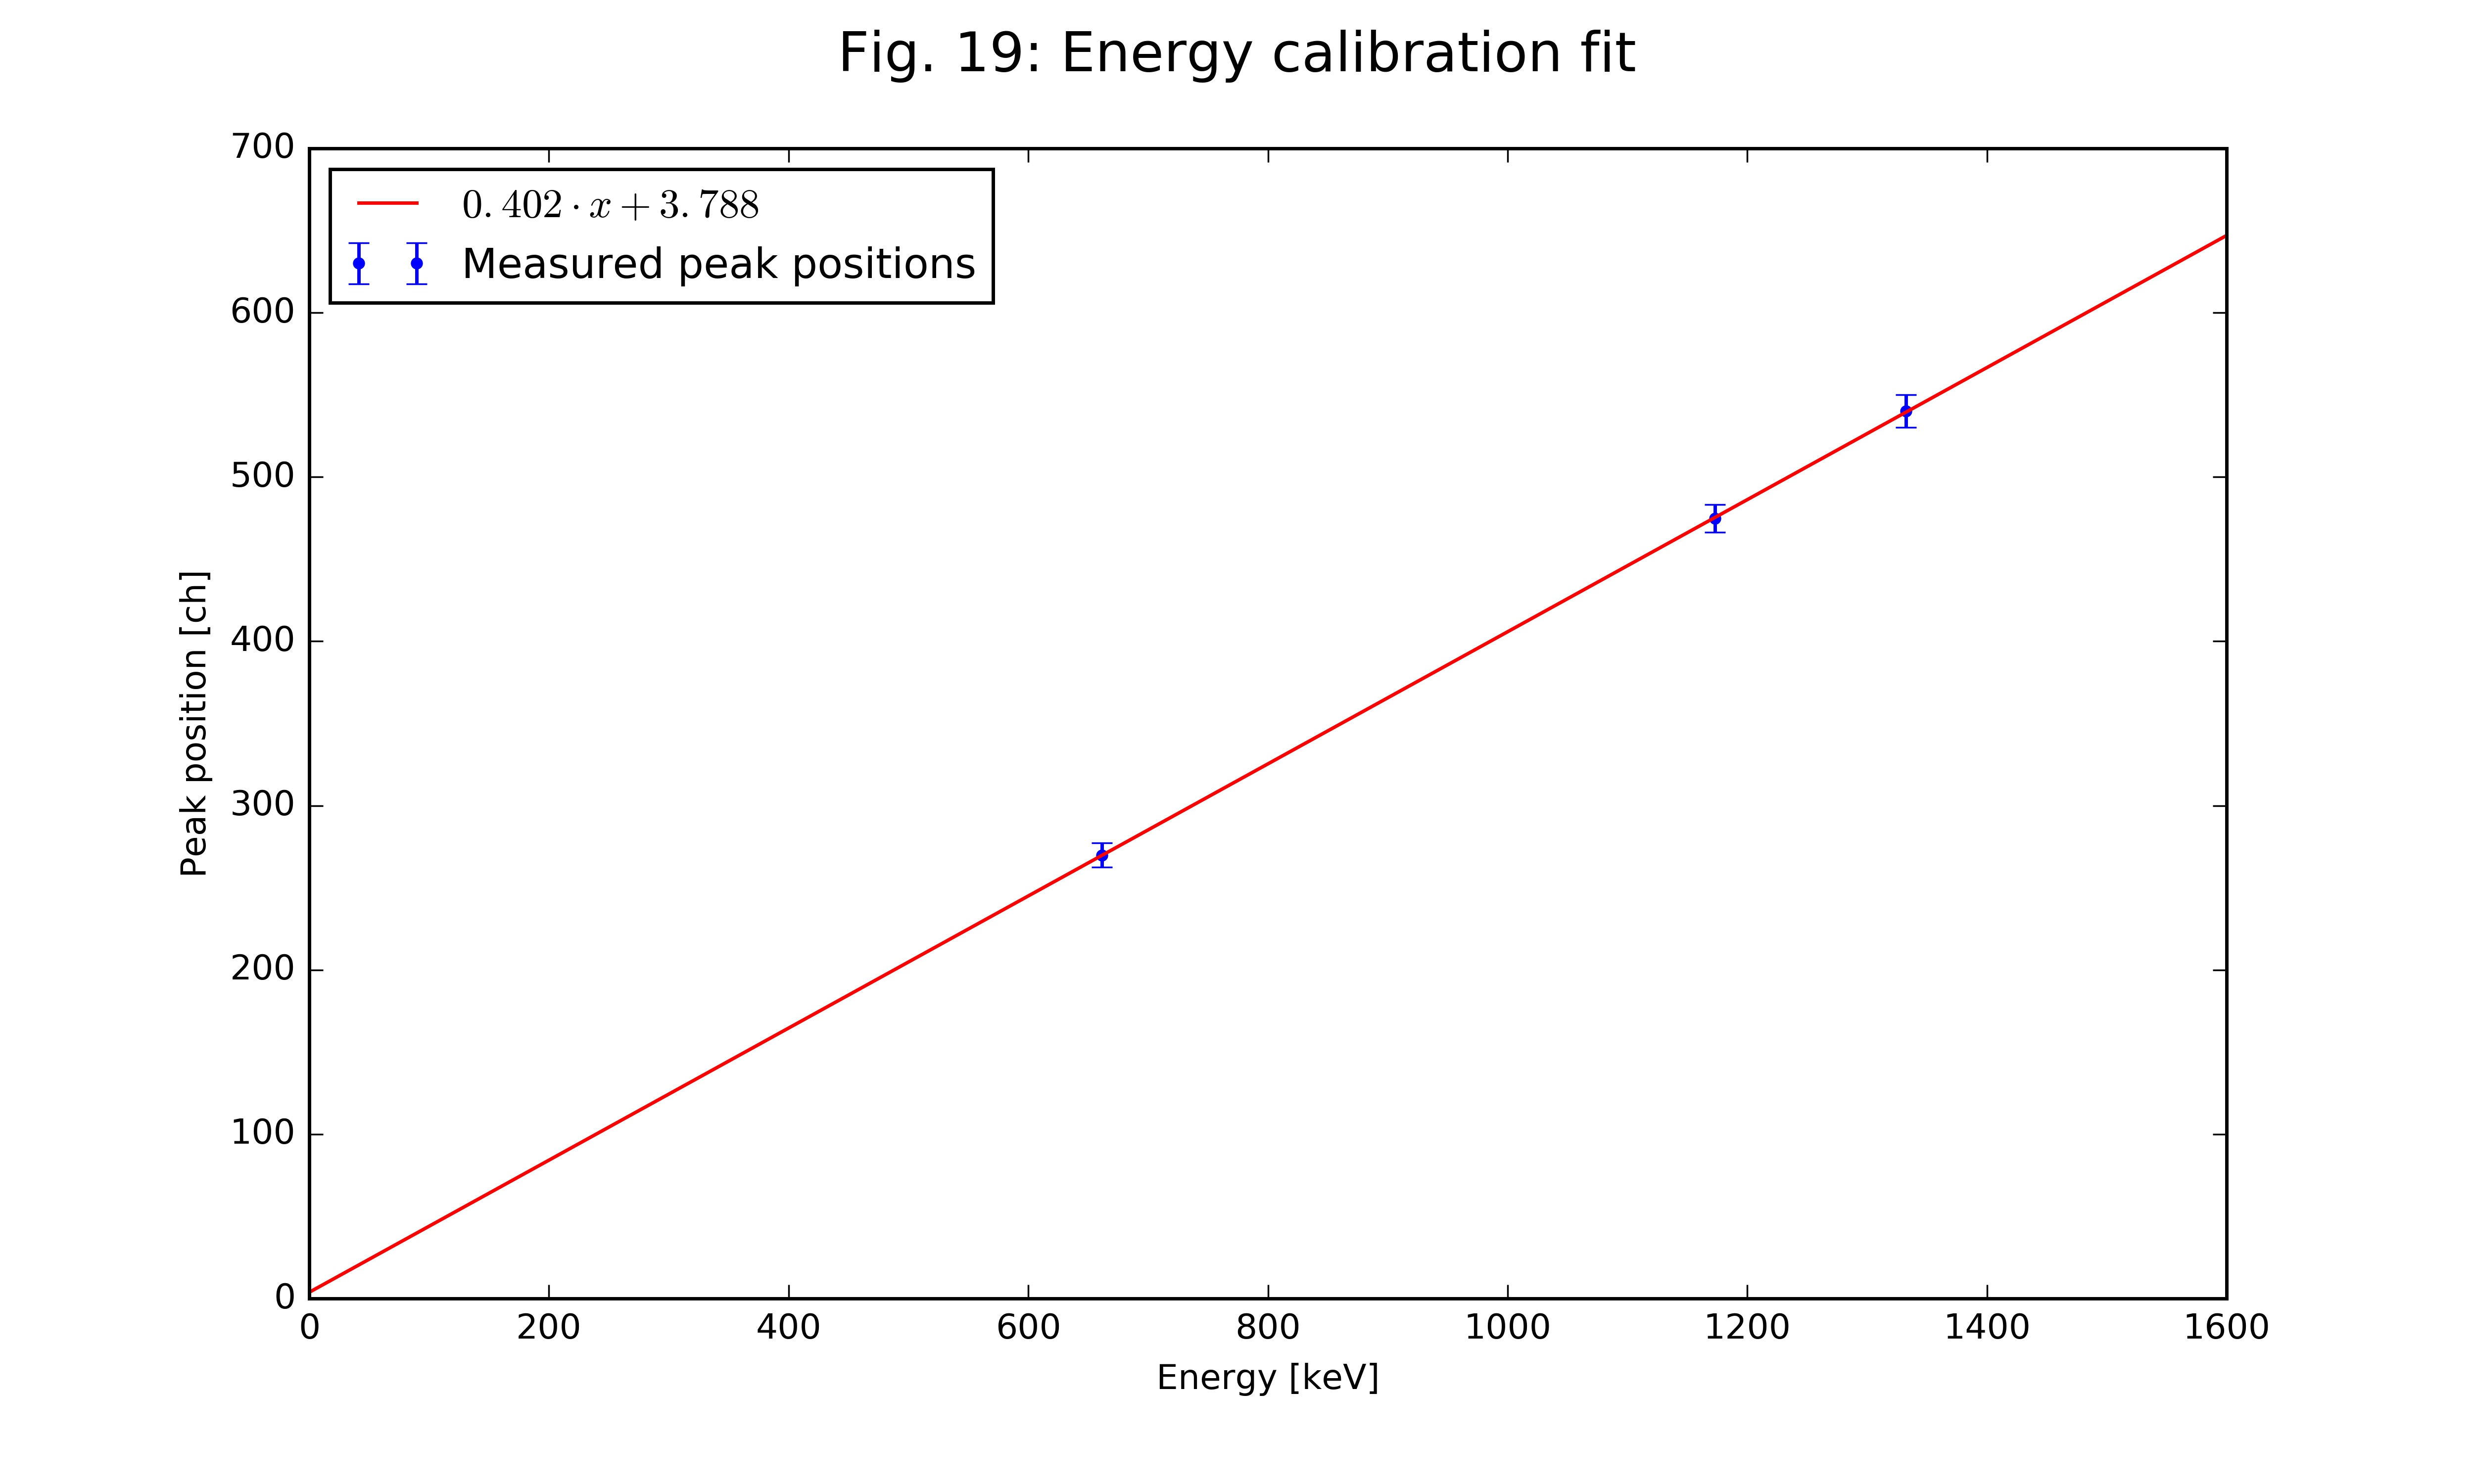 Fig. 19: Energy calibration fit
0.402 · x + 3.788
Measured peak positions
700
600
500
400
300
200
100
0
Peak position [ch]
0 200 400 600 800 1000 1200 1400 1600
Energy [keV]